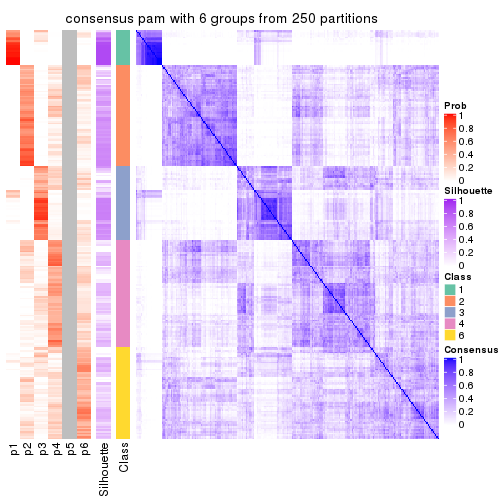 consensus pam with 6 groups from 250 partitions
Prob
1
0.8
0.6
0.4
0.2
0
Silhouette
1
0.8
0.6
0.4
0.2
0
Class
1
2
3
4
6
Consensus
1
0.8
0.6
0.4
0.2
0
p1
p2
p3
p4
p5
p6
Silhouette
Class